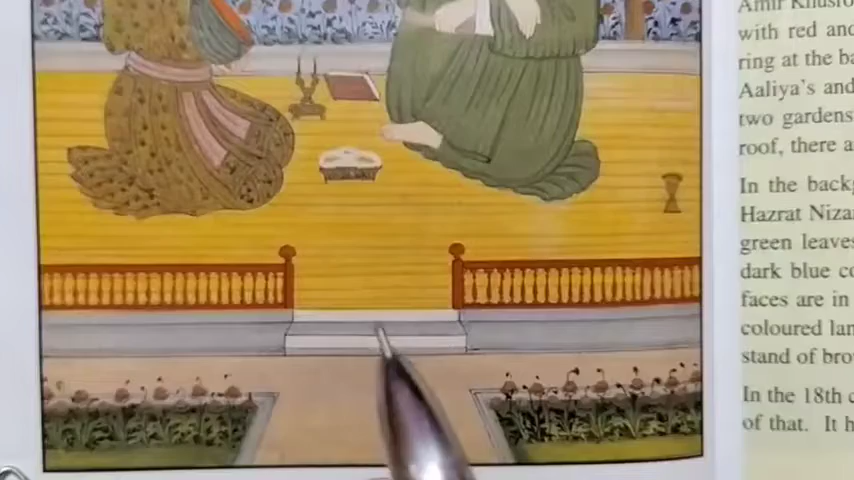 Amir Khusro
with red and
ring at the ba
Aaliya's and
two gardens
roof, there a
In the backg
Hazrat Niza
green leaves
dark blue co
faces are in
coloured lan
stand of bro
In the 18th c
of that. It h